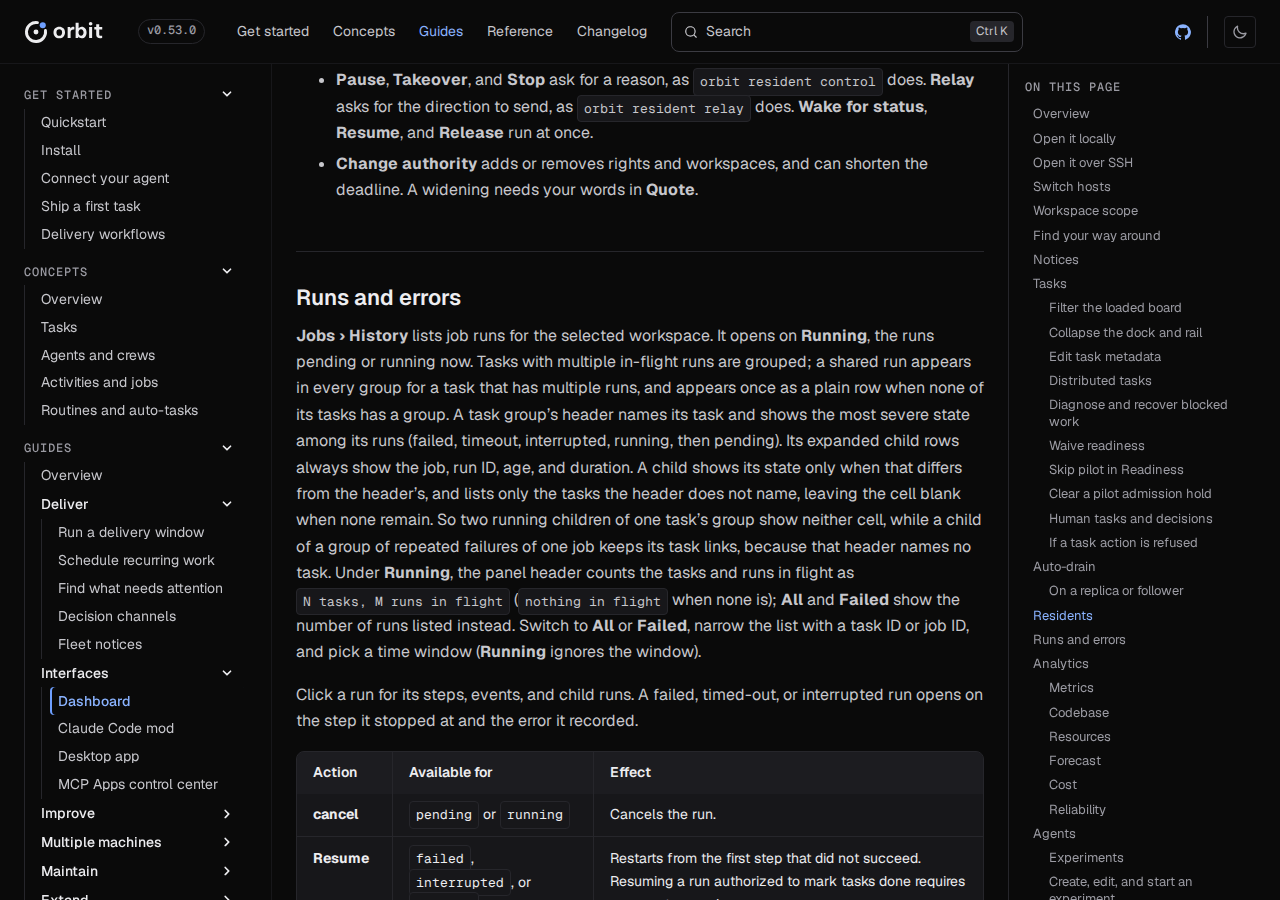 orbit
v0.53.0
Get started
Concepts
Guides
Reference
Changelog
Search
Ctrl K
GET STARTED
Quickstart
Install
Connect your agent
Ship a first task
Delivery workflows
CONCEPTS
Overview
Tasks
Agents and crews
Activities and jobs
Routines and auto-tasks
GUIDES
Overview
Deliver
Run a delivery window
Schedule recurring work
Find what needs attention
Decision channels
Fleet notices
Interfaces
Dashboard
Claude Code mod
Desktop app
MCP Apps control center
Improve
Multiple machines
Maintain
Extend
• Pause, Takeover, and Stop ask for a reason, as orbit resident control does. Relay
asks for the direction to send, as orbit resident relay does. Wake for status,
Resume, and Release run at once.
• Change authority adds or removes rights and workspaces, and can shorten the
deadline. A widening needs your words in Quote.
Runs and errors
Jobs › History lists job runs for the selected workspace. It opens on Running, the runs
pending or running now. Tasks with multiple in-flight runs are grouped; a shared run appears
in every group for a task that has multiple runs, and appears once as a plain row when none of
its tasks has a group. A task group’s header names its task and shows the most severe state
among its runs (failed, timeout, interrupted, running, then pending). Its expanded child rows
always show the job, run ID, age, and duration. A child shows its state only when that differs
from the header’s, and lists only the tasks the header does not name, leaving the cell blank
when none remain. So two running children of one task’s group show neither cell, while a child
of a group of repeated failures of one job keeps its task links, because that header names no
task. Under Running, the panel header counts the tasks and runs in flight as
N tasks, M runs in flight (nothing in flight when none is); All and Failed show the
number of runs listed instead. Switch to All or Failed, narrow the list with a task ID or job ID,
and pick a time window (Running ignores the window).
Click a run for its steps, events, and child runs. A failed, timed-out, or interrupted run opens on
the step it stopped at and the error it recorded.
Action
Available for
Effect
cancel
pending or running
Cancels the run.
Resume
failed,
interrupted, or
Restarts from the first step that did not succeed.
Resuming a run authorized to mark tasks done requires
ON THIS PAGE
Overview
Open it locally
Open it over SSH
Switch hosts
Workspace scope
Find your way around
Notices
Tasks
Filter the loaded board
Collapse the dock and rail
Edit task metadata
Distributed tasks
Diagnose and recover blocked
work
Waive readiness
Skip pilot in Readiness
Clear a pilot admission hold
Human tasks and decisions
If a task action is refused
Auto-drain
On a replica or follower
Residents
Runs and errors
Analytics
Metrics
Codebase
Resources
Forecast
Cost
Reliability
Agents
Experiments
Create, edit, and start an
experiment